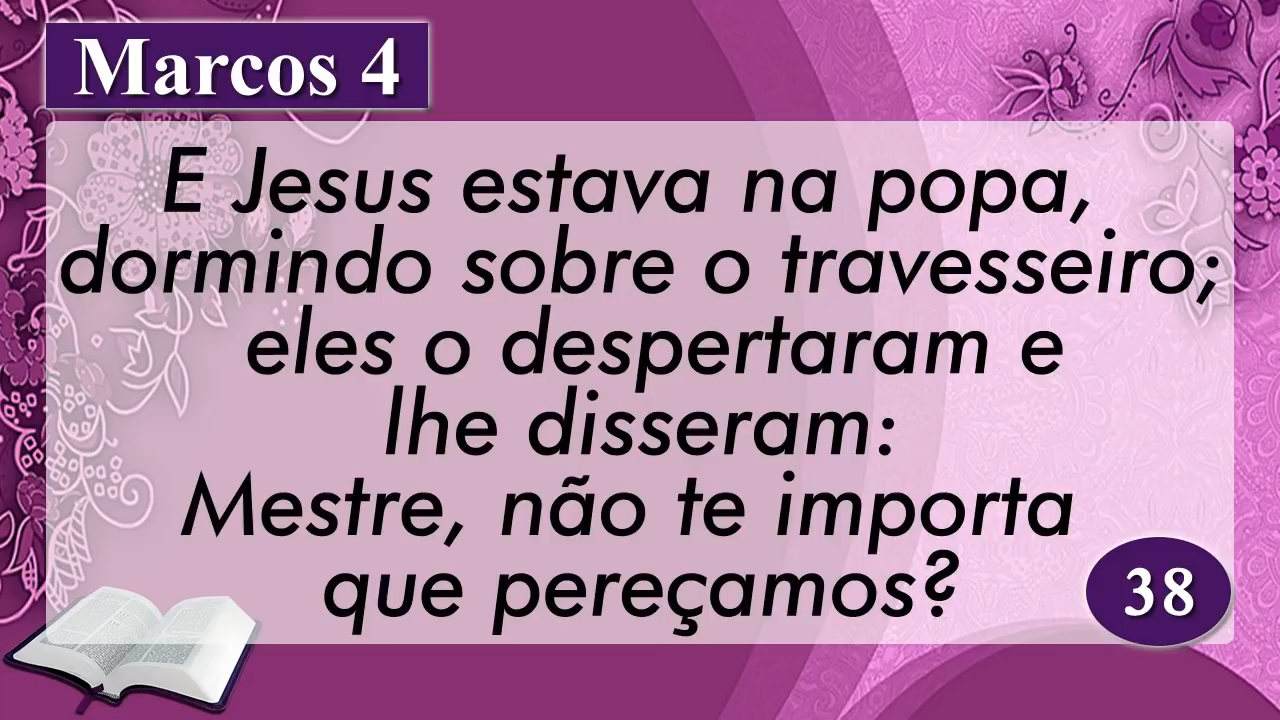 Marcos 4
E Jesus estava na popa,
dormindo sobre o travesseiro;
eles o despertaram e
lhe disseram:
Mestre, não te importa
que pereçamos?
38